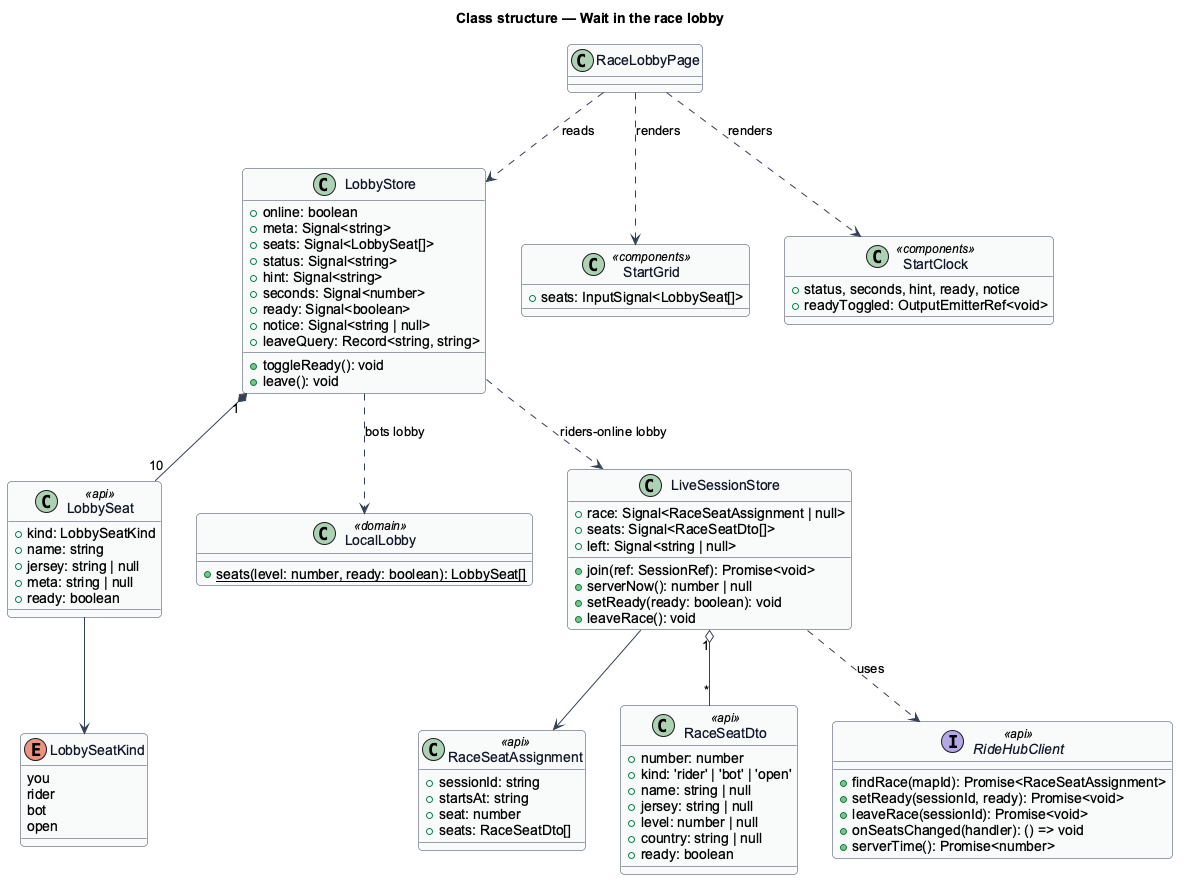 Class structure — Wait in the race lobby
C RaceLobbyPage
reads
renders
renders
C LobbyStore
online: boolean
meta: Signal<string>
seats: Signal<LobbySeat[]>
status: Signal<string>
hint: Signal<string>
seconds: Signal<number>
ready: Signal<boolean>
notice: Signal<string | null>
leaveQuery: Record<string, string>
toggleReady(): void
leave(): void
C «components»
StartGrid
seats: InputSignal<LobbySeat[]>
C «components»
StartClock
status, seconds, hint, ready, notice
readyToggled: OutputEmitterRef<void>
1
10
bots lobby
riders-online lobby
C «api»
LobbySeat
kind: LobbySeatKind
name: string
jersey: string | null
meta: string | null
ready: boolean
C «domain»
LocalLobby
seats(level: number, ready: boolean): LobbySeat[]
C LiveSessionStore
race: Signal<RaceSeatAssignment | null>
seats: Signal<RaceSeatDto[]>
left: Signal<string | null>
join(ref: SessionRef): Promise<void>
serverNow(): number | null
setReady(ready: boolean): void
leaveRace(): void
1
*
uses
E LobbySeatKind
you
rider
bot
open
C «api»
RaceSeatAssignment
sessionId: string
startsAt: string
seat: number
seats: RaceSeatDto[]
C «api»
RaceSeatDto
number: number
kind: 'rider' | 'bot' | 'open'
name: string | null
jersey: string | null
level: number | null
country: string | null
ready: boolean
I «api»
RideHubClient
findRace(mapId): Promise<RaceSeatAssignment>
setReady(sessionId, ready): Promise<void>
leaveRace(sessionId): Promise<void>
onSeatsChanged(handler): () => void
serverTime(): Promise<number>